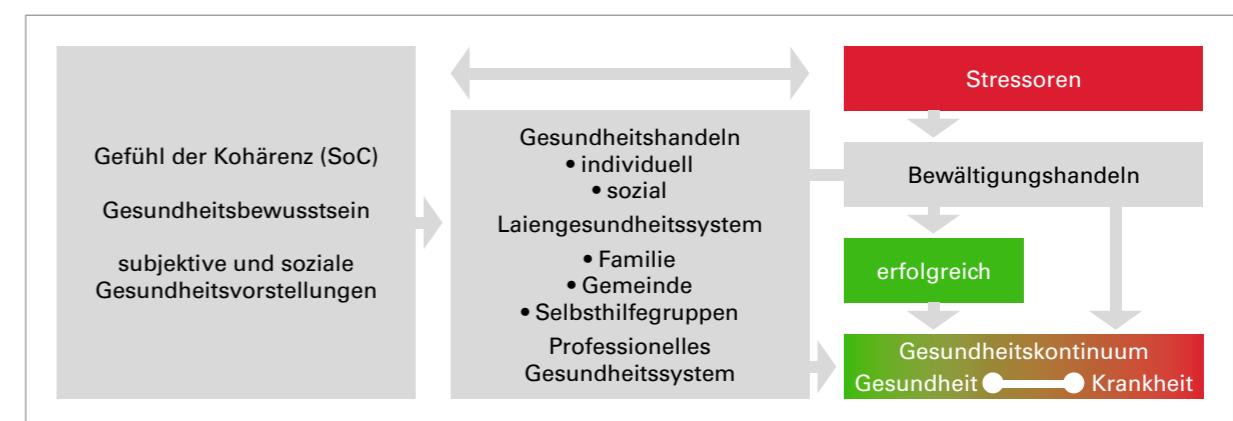 Gefühl der Kohärenz (SoC)
Gesundheitsbewusstsein
subjektive und soziale
Gesundheitsvorstellungen
Gesundheitshandeln
• individuell
• sozial
Laiengesundheitssystem
• Familie
• Gemeinde
• Selbsthilfegruppen
Professionelles
Gesundheitssystem
Stressoren
Bewältigungshandeln
erfolgreich
Gesundheitskontinuum
Gesundheit Krankheit